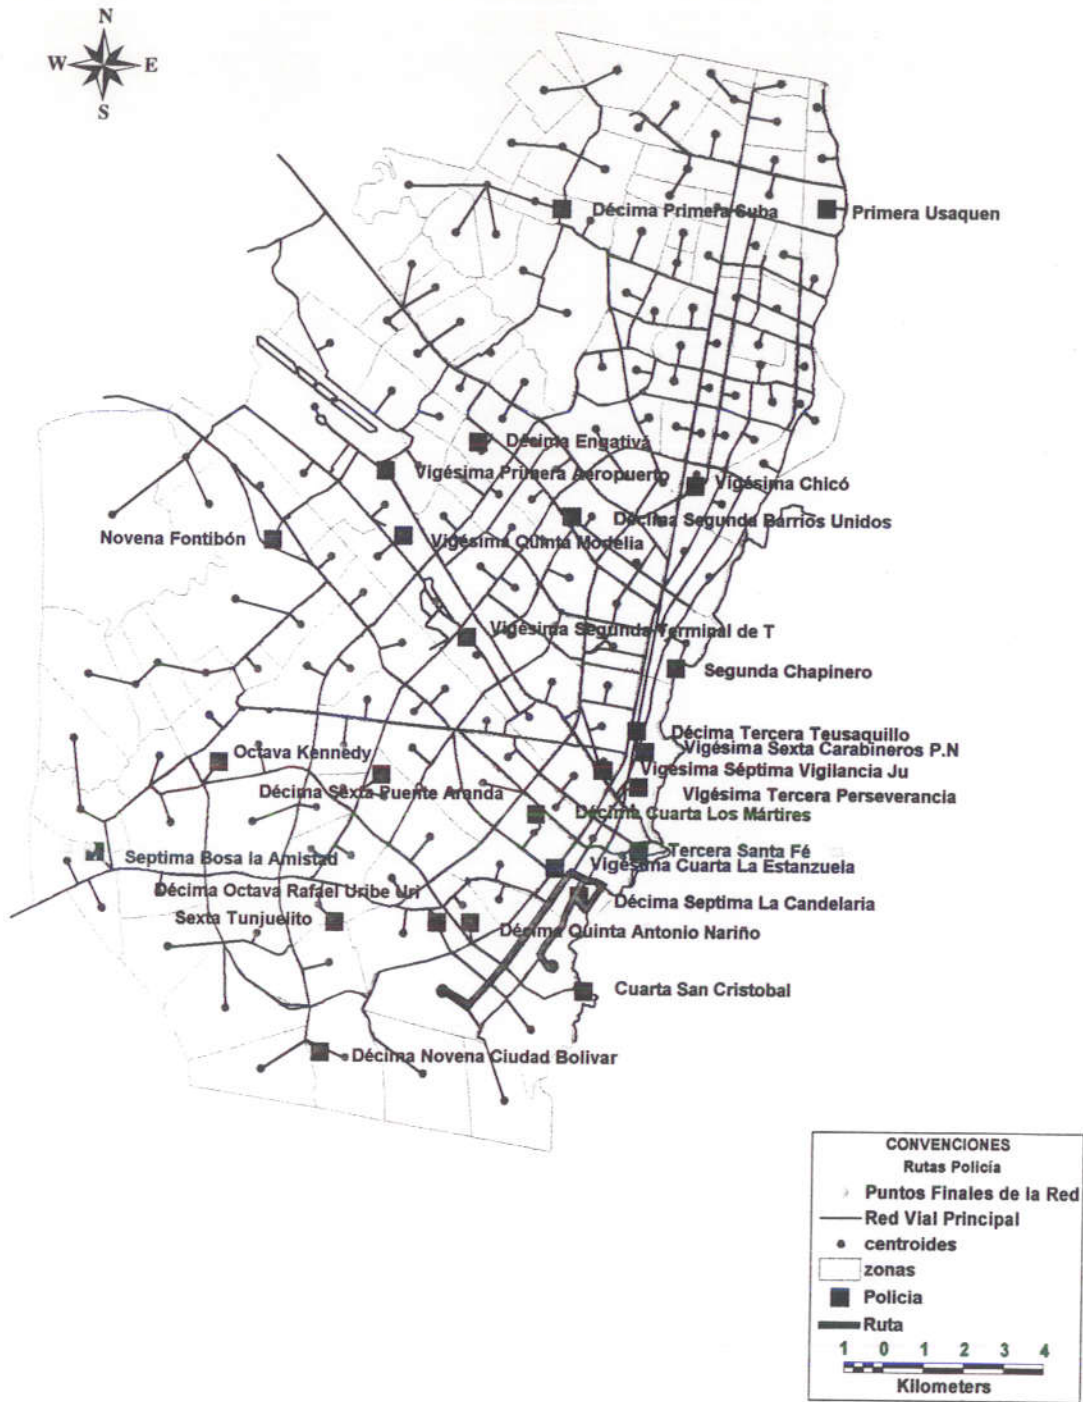 N
W E
S
Décima Primera Suba
Primera Usaquen
Décima Engativá
Vigésima Primera Aeropuerto
Vigésima Chicó
Décima Segunda Barrios Unidos
Novena Fontibón
Vigésima Quinta Modelia
Vigésima Segunda Terminal de T
Segunda Chapinero
Décima Tercera Teusaquillo
Vigésima Sexta Carabineros P.N
Octava Kennedy
Vigésima Séptima Vigilancia Ju
Décima Sexta Puente Aranda
Vigésima Tercera Perseverancia
Décima Cuarta Los Mártires
Tercera Santa Fé
Septima Bosa la Amistad
Vigésima Cuarta La Estanzuela
Décima Octava Rafael Uribe Uri
Décima Septima La Candelaria
Sexta Tunjuelito
Décima Quinta Antonio Nariño
Cuarta San Cristobal
Décima Novena Ciudad Bolivar
CONVENCIONES
Rutas Policía
Puntos Finales de la Red
Red Vial Principal
centroides
zonas
Policia
Ruta
1 0 1 2 3 4
Kilometers